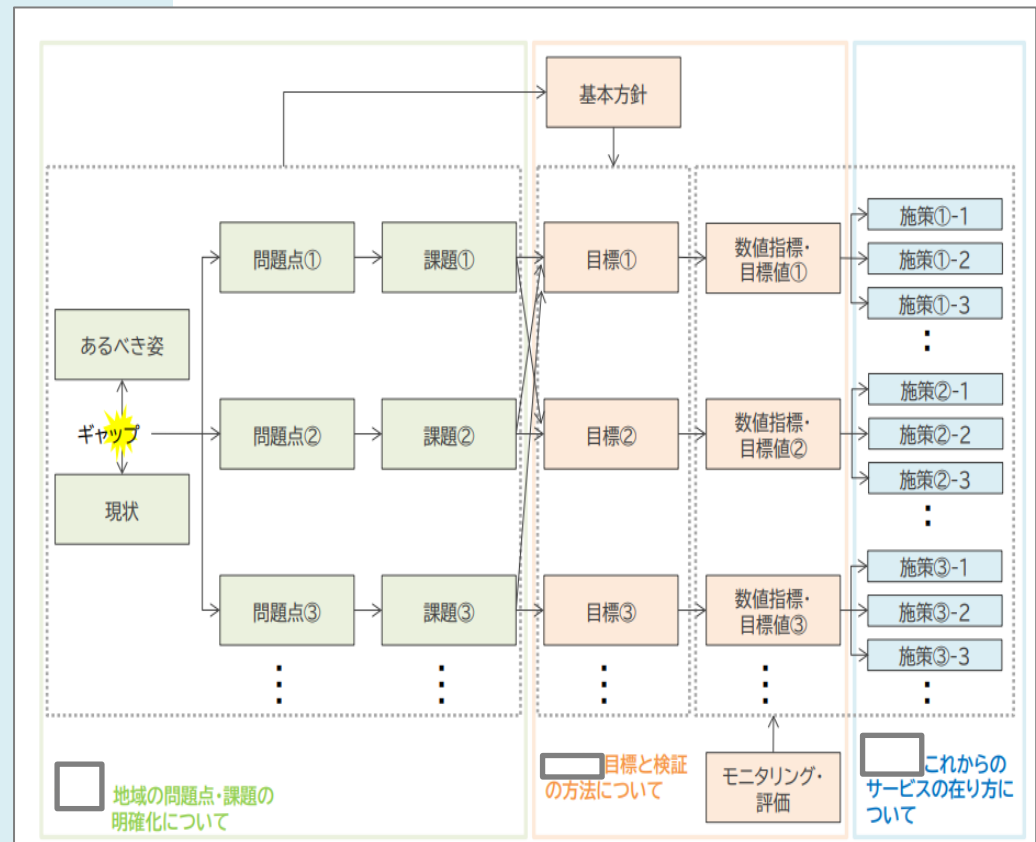 基本方針
問題点①
課題①
目標①
数値指標・
目標値①
施策①-1
施策①-2
施策①-3
：
あるべき姿
ギャップ
現状
問題点②
課題②
目標②
数値指標・
目標値②
施策②-1
施策②-2
施策②-3
：
問題点③
課題③
目標③
数値指標・
目標値③
施策③-1
施策③-2
施策③-3
：
地域の問題点・課題の
明確化について
目標と検証
の方法について
モニタリング・
評価
これからの
サービスの在り方に
ついて